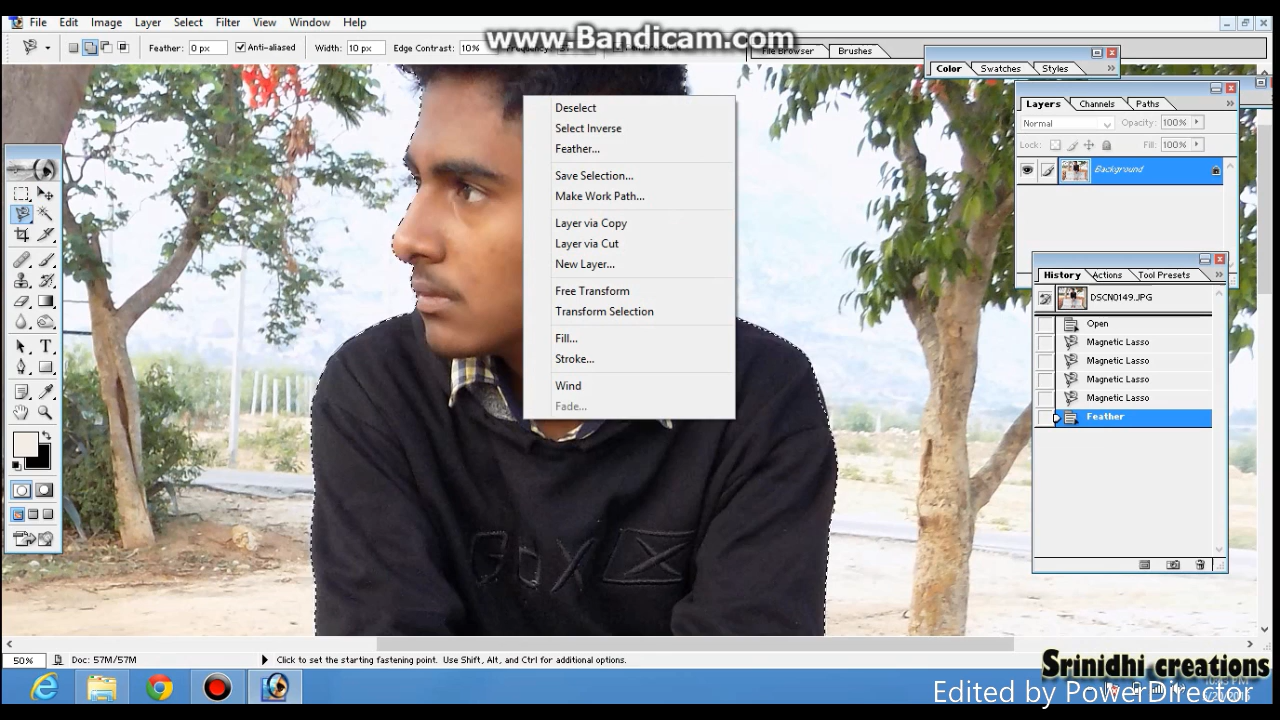 File Edit Image Layer Select Filter View Window Help
www.Bandicam.com
Feather: 0 px Anti-aliased Width: 10 px Edge Contrast: 10%
File Browser Brushes
Color Swatches Styles
Layers Channels Paths
Normal Opacity: 100%
Lock: Fill: 100%
Background
Deselect
Select Inverse
Feather...
Save Selection...
Make Work Path...
Layer via Copy
Layer via Cut
New Layer...
Free Transform
Transform Selection
Fill...
Stroke...
Wind
Fade...
History Actions Tool Presets
DSCN0149.JPG
Open
Magnetic Lasso
Magnetic Lasso
Magnetic Lasso
Magnetic Lasso
Feather
50% Doc: 57M/57M Click to set the starting fastening point. Use Shift, Alt, and Ctrl for additional options.
Srinidhi creations
Edited by PowerDirector